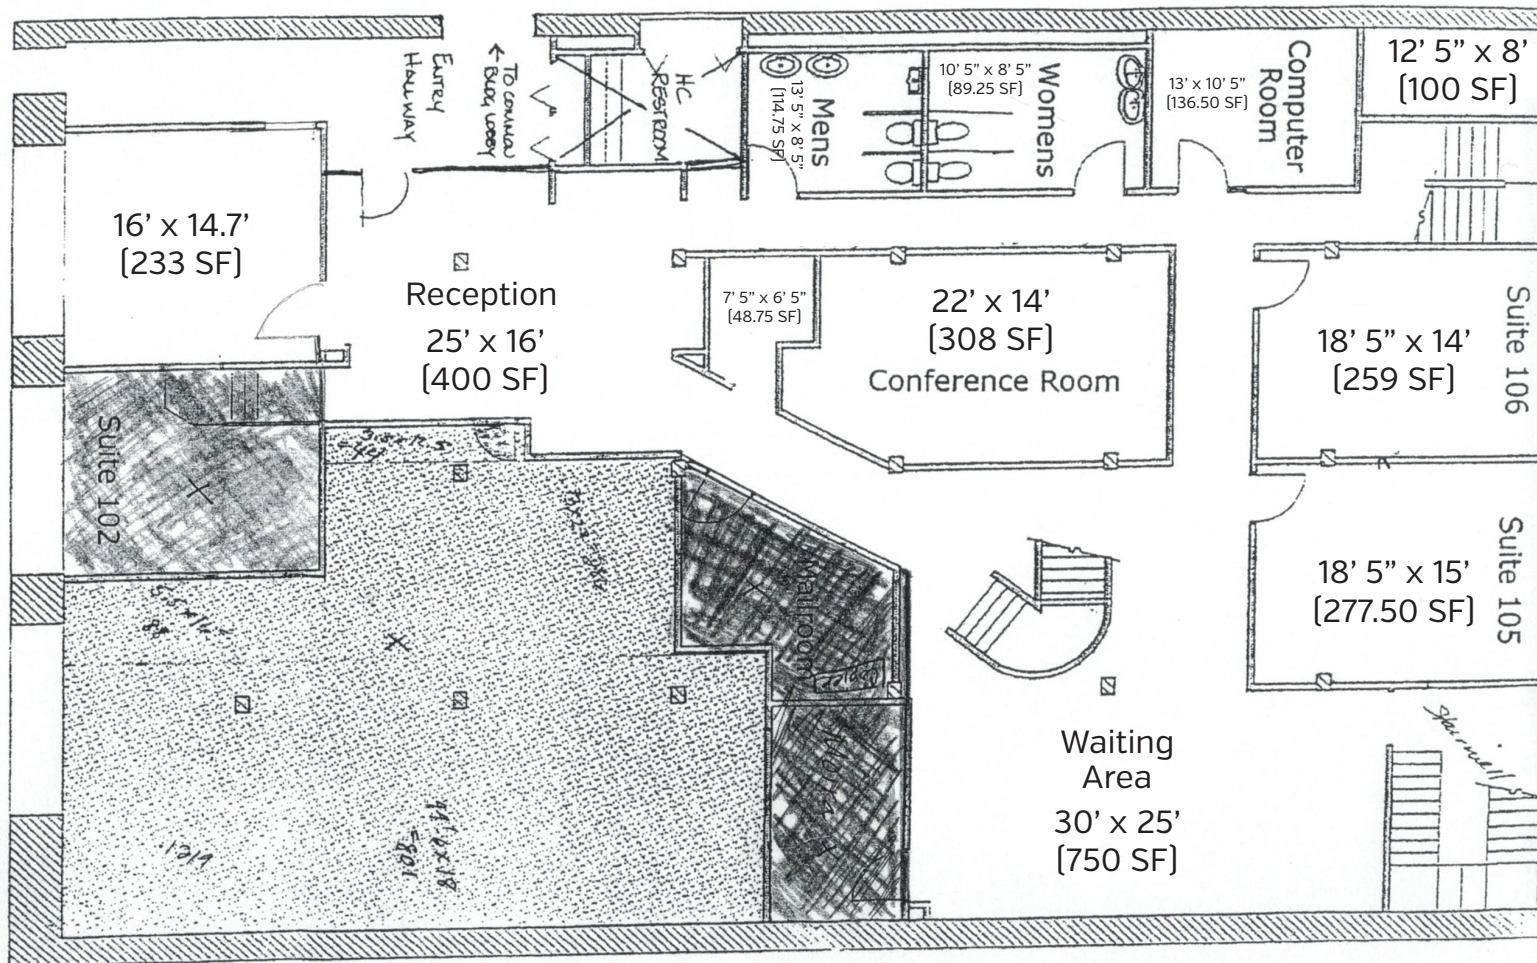 Entry
Hallway
← To common
Bldg lobby
HC
RESTROOM
Mens
13’ 5” x 8’ 5”
(114.75 SF)
10’ 5” x 8’ 5”
(89.25 SF)
Womens
13’ x 10’ 5”
(136.50 SF)
Computer
Room
12’ 5” x 8’
(100 SF)
16’ x 14.7’
(233 SF)
Reception
25’ x 16’
(400 SF)
7’ 5” x 6’ 5”
(48.75 SF)
22’ x 14’
(308 SF)
Conference Room
18’ 5” x 14’
(259 SF)
Suite 106
Suite 102
Mailroom
18’ 5” x 15’
(277.50 SF)
Suite 105
Waiting
Area
30’ x 25’
(750 SF)
Stairwell